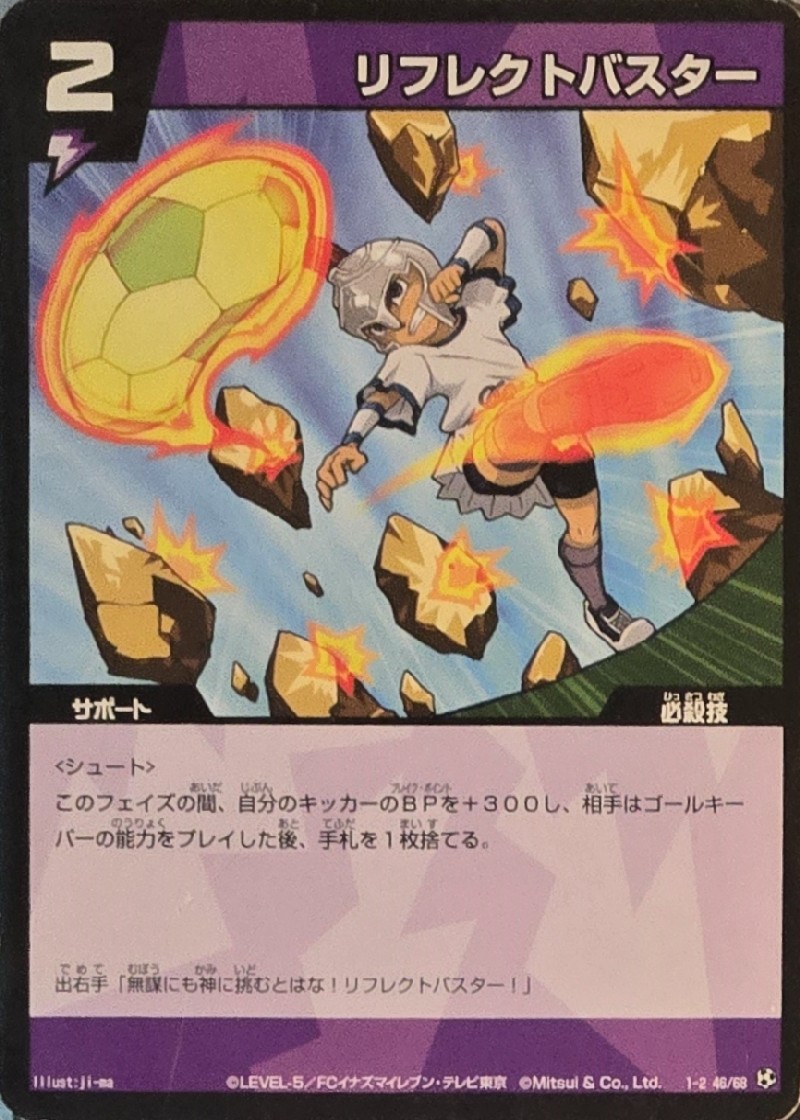 2
リフレクトバスター
サポート
必殺技
<シュート>
このフェイズの間、自分のキッカーのBPを+300し、相手はゴールキー
パーの能力をプレイした後、手札を1枚捨てる。
出右手「無謀にも神に挑むとはな!リフレクトバスター!」
Illust:ji-ma
©LEVEL-5/FCイナズマイレブン・テレビ東京 ©Mitsui & Co., Ltd. 1-2 46/68